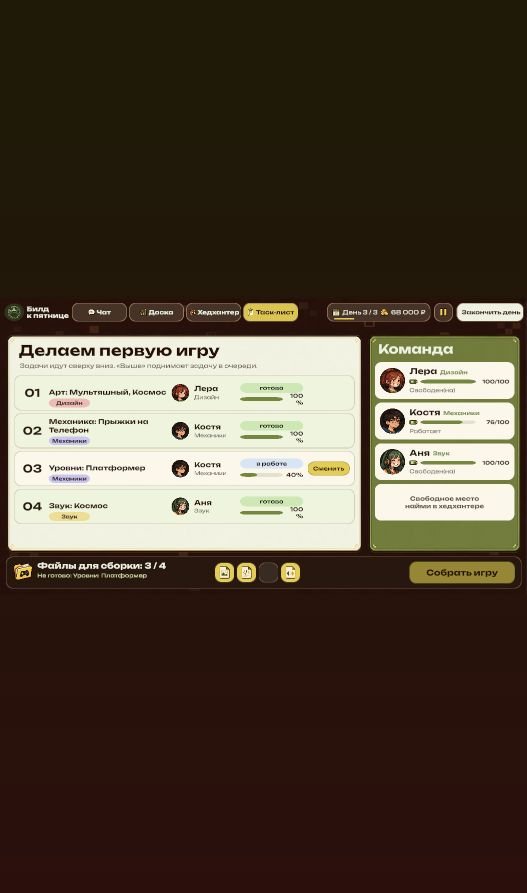 Билд
к пятнице
Чат
Доска
Хедхантер
Таск-лист
День 3 / 3
68 000 ₽
Закончить день
Делаем первую игру
Задачи идут сверху вниз. «Выше» поднимает задачу в очереди.
01
Арт: Мультяшный, Космос
Дизайн
Лера
Дизайн
готово
100
%
02
Механика: Прыжки на
Телефон
Механики
Костя
Механики
готово
100
%
03
Уровни: Платформер
Механики
Костя
Механики
в работе
40%
Сменить
04
Звук: Космос
Звук
Аня
Звук
готово
100
%
Команда
Лера Дизайн
100/100
Свободен(на)
Костя Механики
76/100
Работает
Аня Звук
100/100
Свободен(на)
Свободное место
найми в хедхантере
Файлы для сборки: 3 / 4
Не готово: Уровни: Платформер
Собрать игру